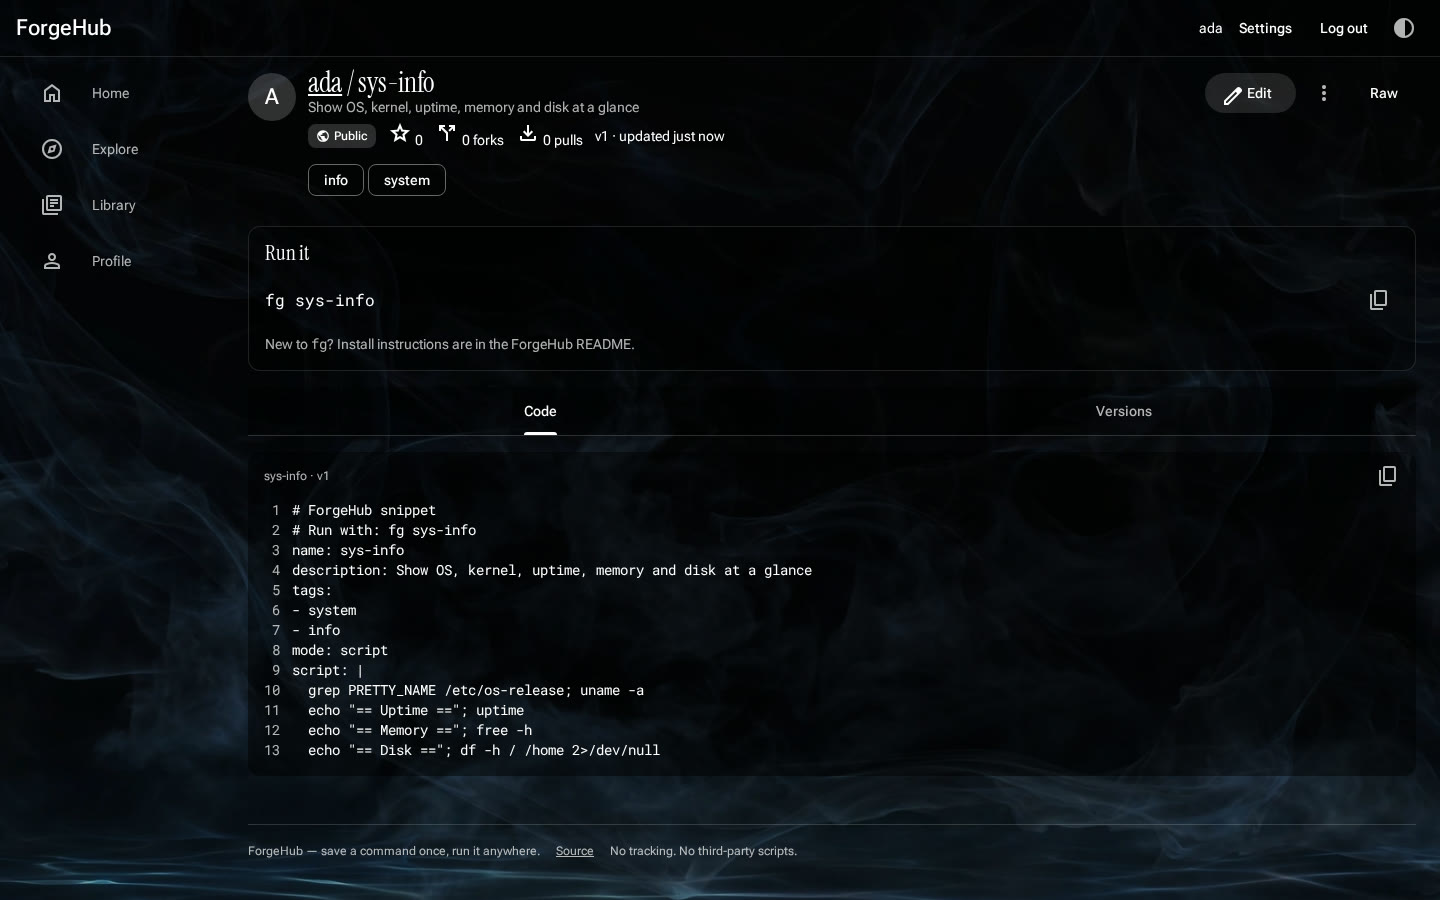 ForgeHub
ada Settings Log out
Home
Explore
Library
Profile
A
ada / sys-info
Show OS, kernel, uptime, memory and disk at a glance
Public 0 0 forks 0 pulls v1 · updated just now
info system
Edit Raw
Run it
fg sys-info
New to fg? Install instructions are in the ForgeHub README.
Code Versions
sys-info · v1
1 # ForgeHub snippet
2 # Run with: fg sys-info
3 name: sys-info
4 description: Show OS, kernel, uptime, memory and disk at a glance
5 tags:
6 - system
7 - info
8 mode: script
9 script: |
10 grep PRETTY_NAME /etc/os-release; uname -a
11 echo "== Uptime =="; uptime
12 echo "== Memory =="; free -h
13 echo "== Disk =="; df -h / /home 2>/dev/null
ForgeHub — save a command once, run it anywhere. Source No tracking. No third-party scripts.